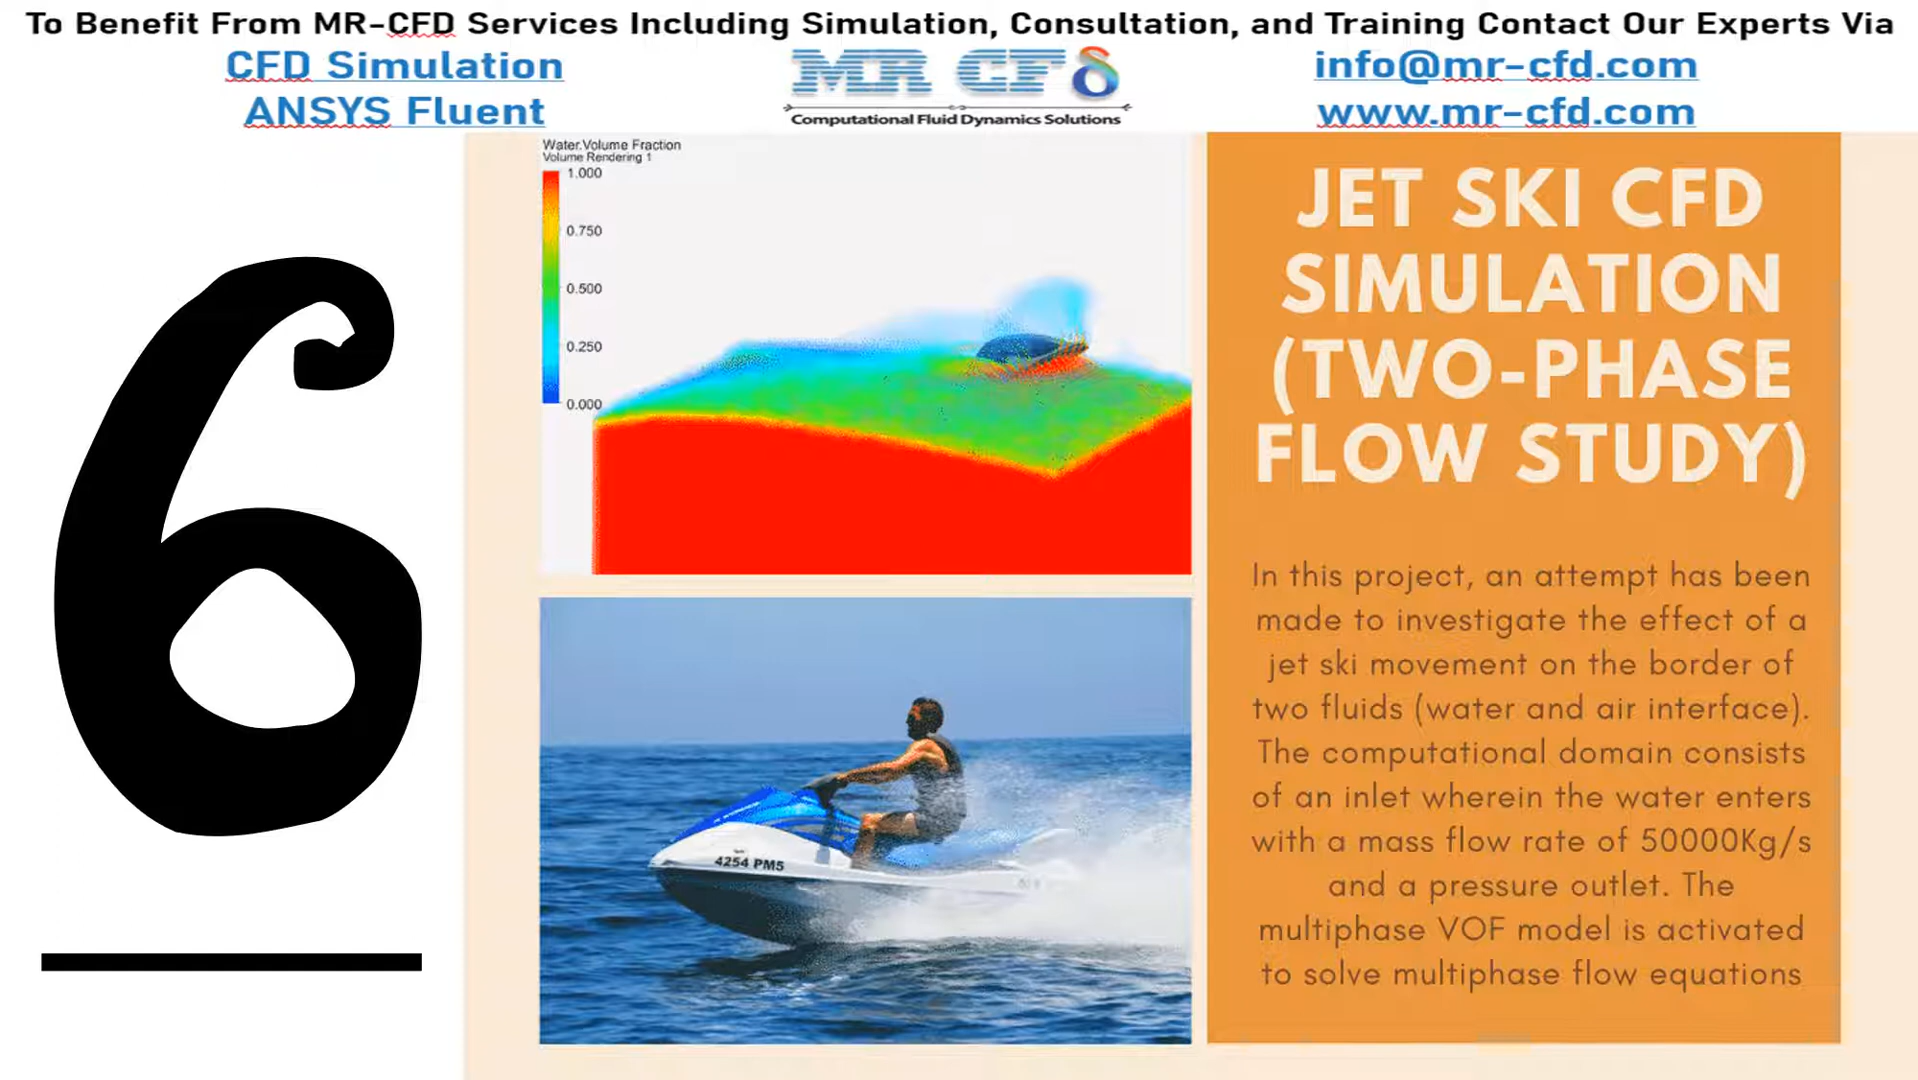 To Benefit From MR-CFD Services Including Simulation, Consultation, and Training Contact Our Experts Via
CFD Simulation
ANSYS Fluent
MR CFδ
Computational Fluid Dynamics Solutions
info@mr-cfd.com
www.mr-cfd.com
6
Water.Volume Fraction
Volume Rendering 1
1.000
0.750
0.500
0.250
0.000
4254 PM5
JET SKI CFD
SIMULATION
(TWO-PHASE
FLOW STUDY)
In this project, an attempt has been
made to investigate the effect of a
jet ski movement on the border of
two fluids (water and air interface).
The computational domain consists
of an inlet wherein the water enters
with a mass flow rate of 50000Kg/s
and a pressure outlet. The
multiphase VOF model is activated
to solve multiphase flow equations